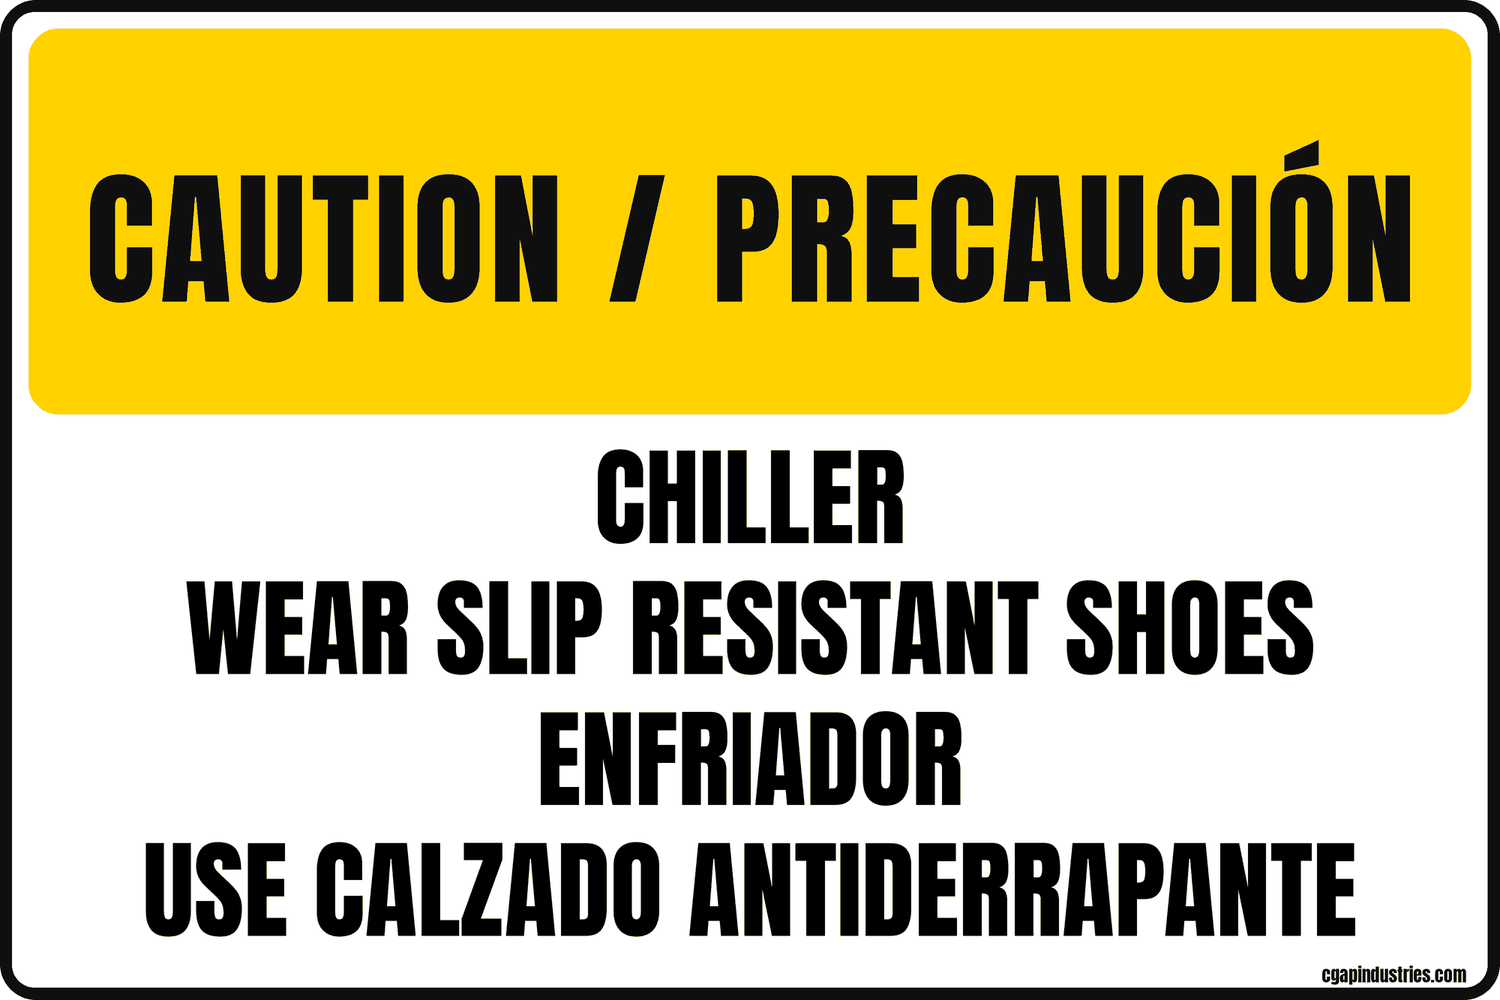 CAUTION / PRECAUCIÓN
CHILLER
WEAR SLIP RESISTANT SHOES
ENFRIADOR
USE CALZADO ANTIDERRAPANTE
cgapindustries.com